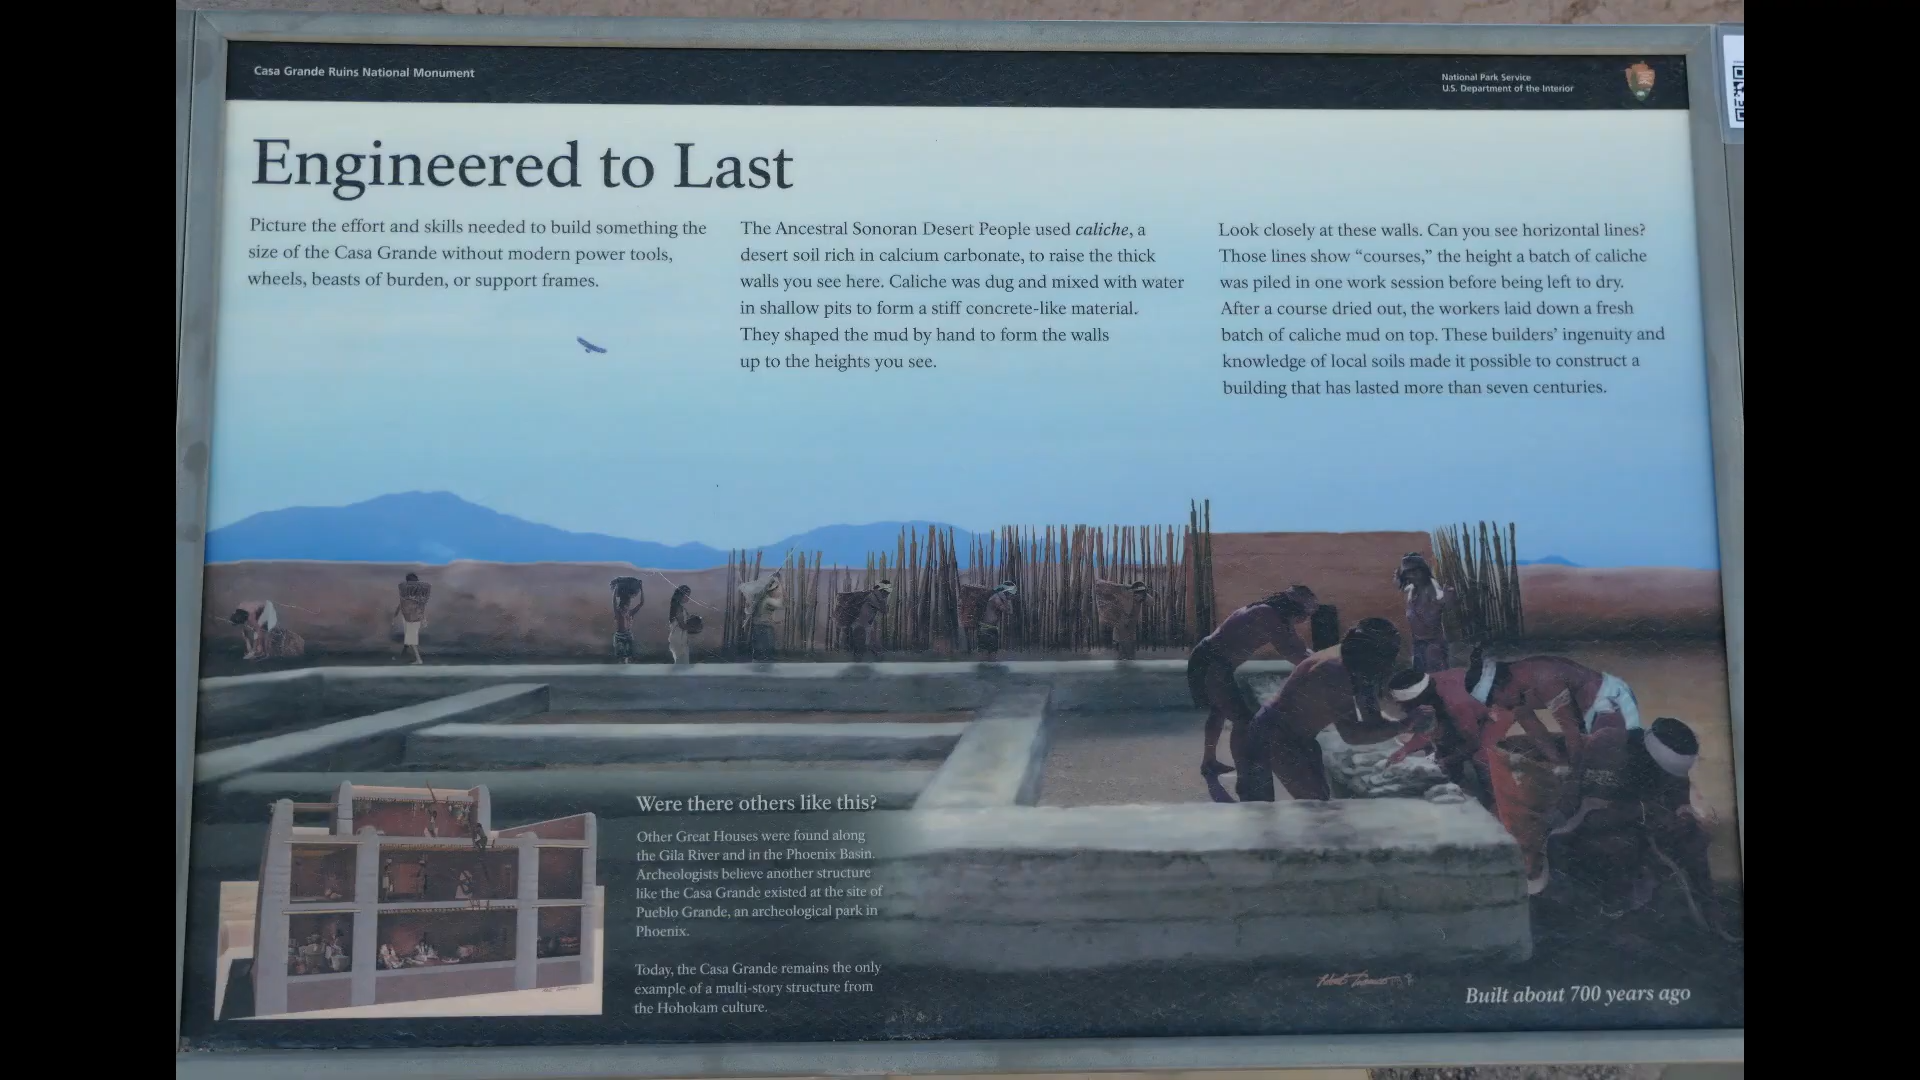 Casa Grande Ruins National Monument
National Park Service
U.S. Department of the Interior
Engineered to Last
Picture the effort and skills needed to build something the
size of the Casa Grande without modern power tools,
wheels, beasts of burden, or support frames.
The Ancestral Sonoran Desert People used caliche, a
desert soil rich in calcium carbonate, to raise the thick
walls you see here. Caliche was dug and mixed with water
in shallow pits to form a stiff concrete-like material.
They shaped the mud by hand to form the walls
up to the heights you see.
Look closely at these walls. Can you see horizontal lines?
Those lines show “courses,” the height a batch of caliche
was piled in one work session before being left to dry.
After a course dried out, the workers laid down a fresh
batch of caliche mud on top. These builders’ ingenuity and
knowledge of local soils made it possible to construct a
building that has lasted more than seven centuries.
Were there others like this?
Other Great Houses were found along
the Gila River and in the Phoenix Basin.
Archeologists believe another structure
like the Casa Grande existed at the site of
Pueblo Grande, an archeological park in
Phoenix.
Today, the Casa Grande remains the only
example of a multi-story structure from
the Hohokam culture.
Built about 700 years ago